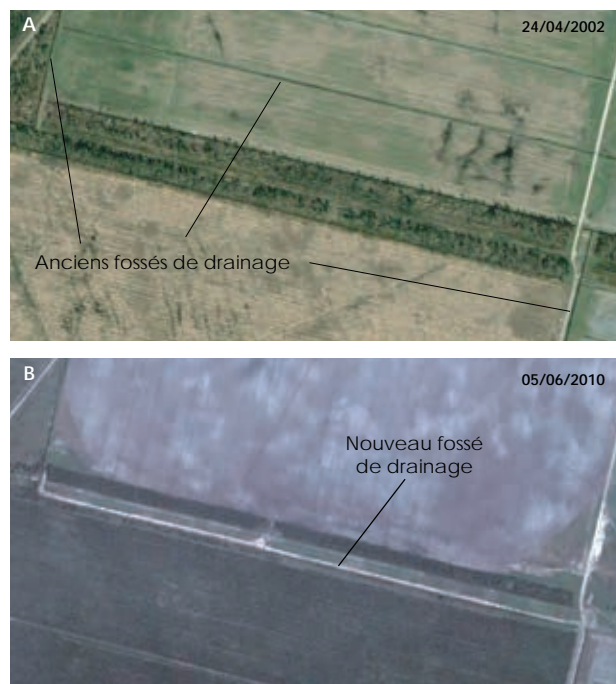 A
24/04/2002
Anciens fossés de drainage
B
05/06/2010
Nouveau fossé
de drainage